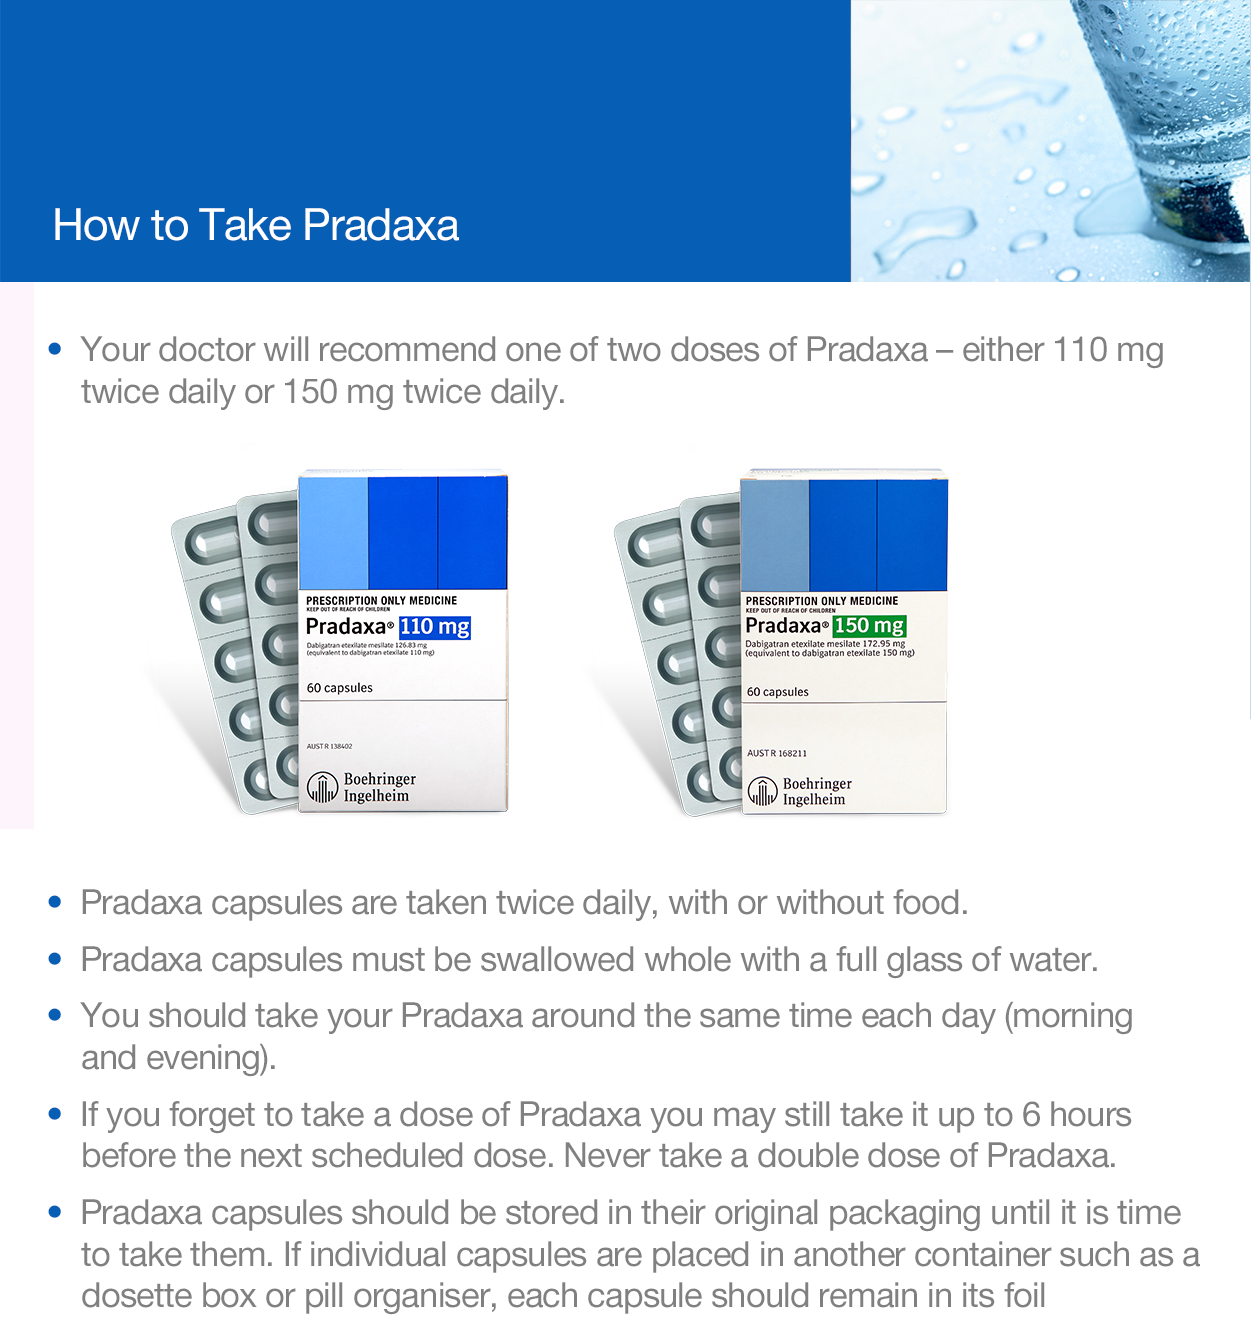 How to Take Pradaxa
• Your doctor will recommend one of two doses of Pradaxa – either 110 mg
twice daily or 150 mg twice daily.
PRESCRIPTION ONLY MEDICINE
KEEP OUT OF REACH OF CHILDREN
Pradaxa® 110 mg
Dabigatran etexilate mesilate 126.83 mg
(equivalent to dabigatran etexilate 110 mg)
60 capsules
AUST R 138402
Boehringer
Ingelheim
PRESCRIPTION ONLY MEDICINE
KEEP OUT OF REACH OF CHILDREN
Pradaxa® 150 mg
Dabigatran etexilate mesilate 172.95 mg
(equivalent to dabigatran etexilate 150 mg)
60 capsules
AUST R 168211
Boehringer
Ingelheim
• Pradaxa capsules are taken twice daily, with or without food.
• Pradaxa capsules must be swallowed whole with a full glass of water.
• You should take your Pradaxa around the same time each day (morning
and evening).
• If you forget to take a dose of Pradaxa you may still take it up to 6 hours
before the next scheduled dose. Never take a double dose of Pradaxa.
• Pradaxa capsules should be stored in their original packaging until it is time
to take them. If individual capsules are placed in another container such as a
dosette box or pill organiser, each capsule should remain in its foil